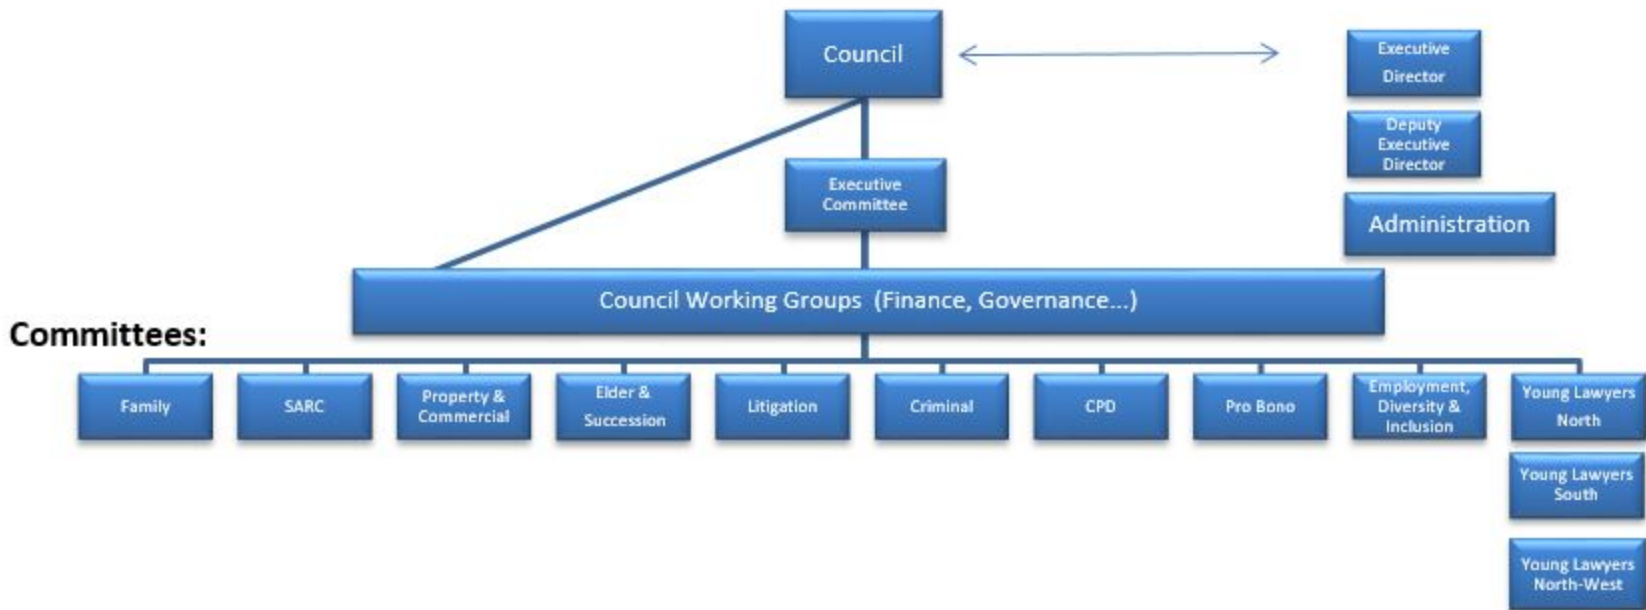 Council
Executive
Director
Deputy
Executive
Director
Executive
Committee
Administration
Council Working Groups (Finance, Governance...)
Committees:
Family
SARC
Property &
Commercial
Elder &
Succession
Litigation
Criminal
CPD
Pro Bono
Employment,
Diversity &
Inclusion
Young Lawyers
North
Young Lawyers
South
Young Lawyers
North-West